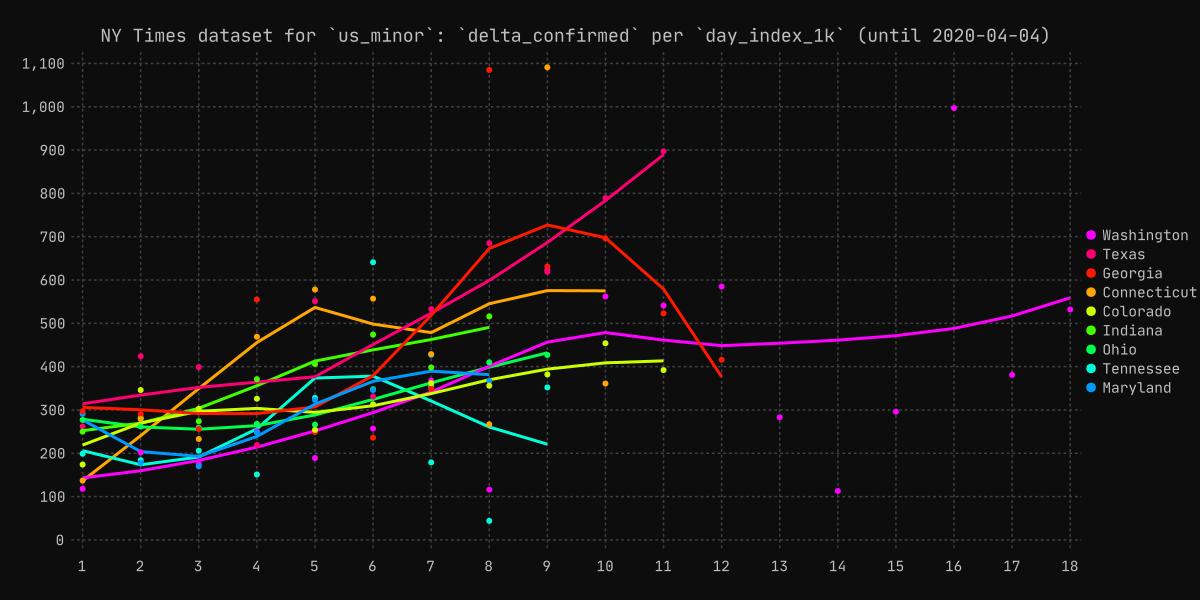 NY Times dataset for `us_minor`: `delta_confirmed` per `day_index_1k` (until 2020-04-04)
1,100
1,000
900
800
700
600
500
400
300
200
100
0
1 2 3 4 5 6 7 8 9 10 11 12 13 14 15 16 17 18
Washington
Texas
Georgia
Connecticut
Colorado
Indiana
Ohio
Tennessee
Maryland